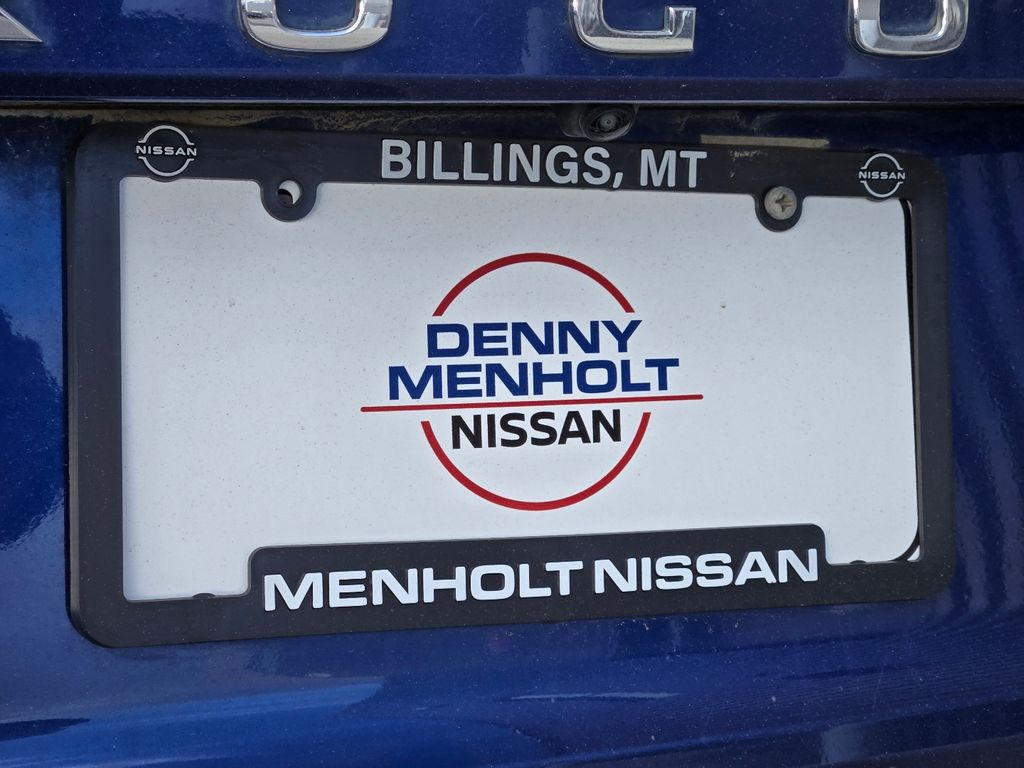 NISSAN
BILLINGS, MT
NISSAN
DENNY
MENHOLT
NISSAN
MENHOLT NISSAN